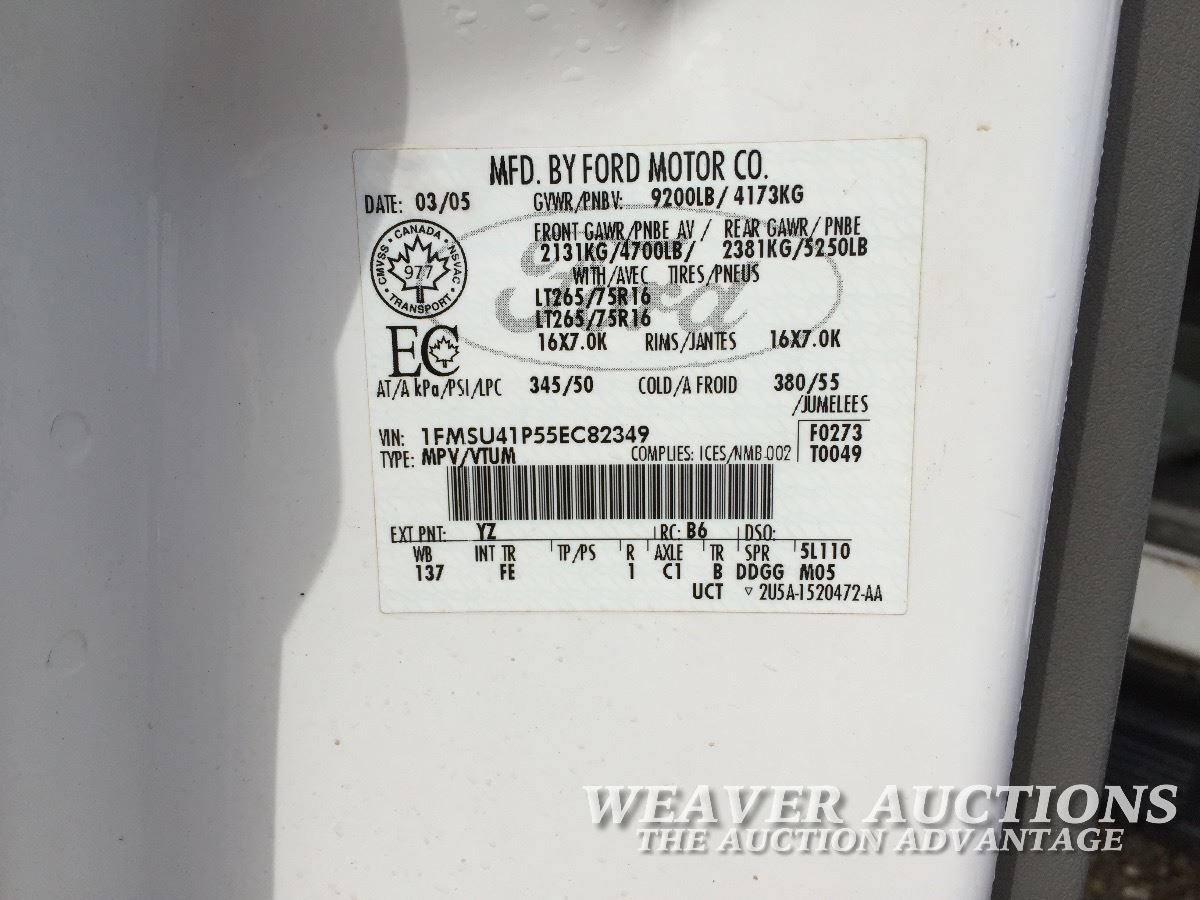 MFD. BY FORD MOTOR CO.
DATE: 03/05 GVWR/PNBV: 9200LB/ 4173KG
FRONT GAWR/PNBE AV / REAR GAWR/ PNBE
2131KG/4700LB/ 2381KG/5250LB
WITH/AVEC TIRES/PNEUS
LT265/75R16
LT265/75R16
16X7.0K RIMS/JANTES 16X7.0K
CANADA
CMVSS NSVAC
977
TRANSPORT
Ford
EC
AT/A kPa/PSI/LPC 345/50 COLD/A FROID 380/55
/JUMELEES
VIN: 1FMSU41P55EC82349 F0273
TYPE: MPV/VTUM COMPLIES: ICES/NMB-002 T0049
EXT PNT: YZ RC: B6 DSO:
WB INT TR TP/PS R AXLE TR SPR 5L110
137 FE 1 C1 B DDGG M05
UCT ▽ 2U5A-1520472-AA
WEAVER AUCTIONS
THE AUCTION ADVANTAGE